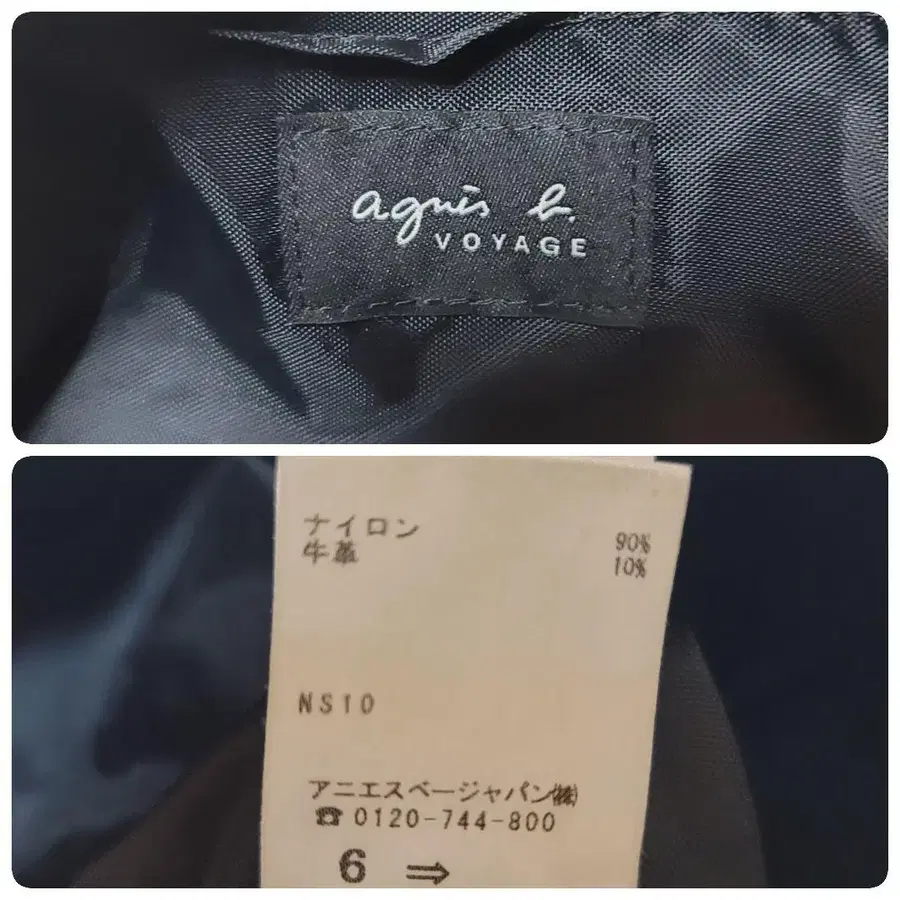 agnès b.
VOYAGE
ナイロン 90%
牛革 10%
NS10
アニエスベージャパン㈱
☎0120-744-800
6 ⇒